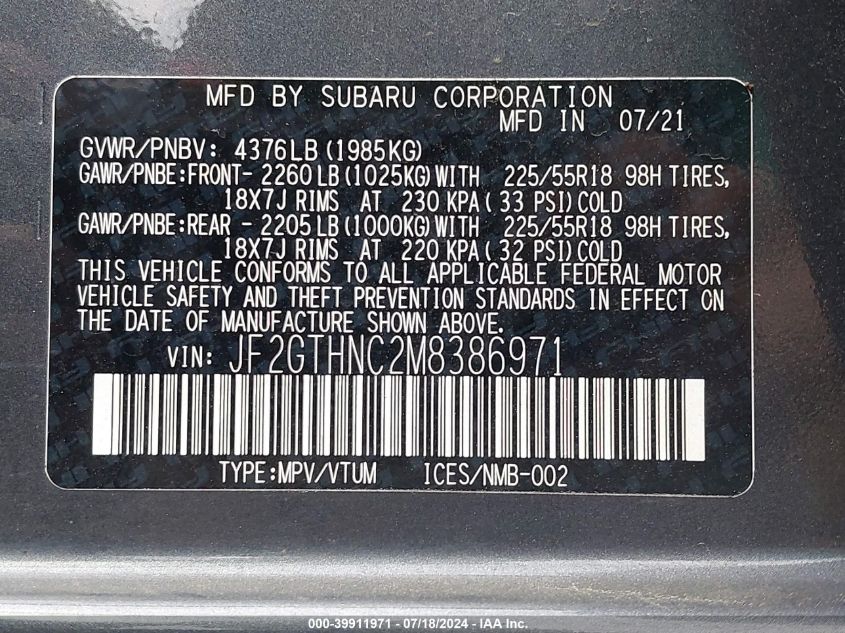 MFD BY SUBARU CORPORATION
MFD IN 07/21
GVWR/PNBV: 4376LB (1985KG)
GAWR/PNBE:FRONT- 2260 LB (1025KG) WITH 225/55R18 98H TIRES,
18X7J RIMS AT 230 KPA ( 33 PSI) COLD
GAWR/PNBE:REAR - 2205 LB (1000KG) WITH 225/55R18 98H TIRES,
18X7J RIMS AT 220 KPA ( 32 PSI) COLD
THIS VEHICLE CONFORMS TO ALL APPLICABLE FEDERAL MOTOR
VEHICLE SAFETY AND THEFT PREVENTION STANDARDS IN EFFECT ON
THE DATE OF MANUFACTURE SHOWN ABOVE.
VIN: JF2GTHNC2M8386971
TYPE:MPV/VTUM ICES/NMB-002
000-39911971 - 07/18/2024 - IAA Inc.